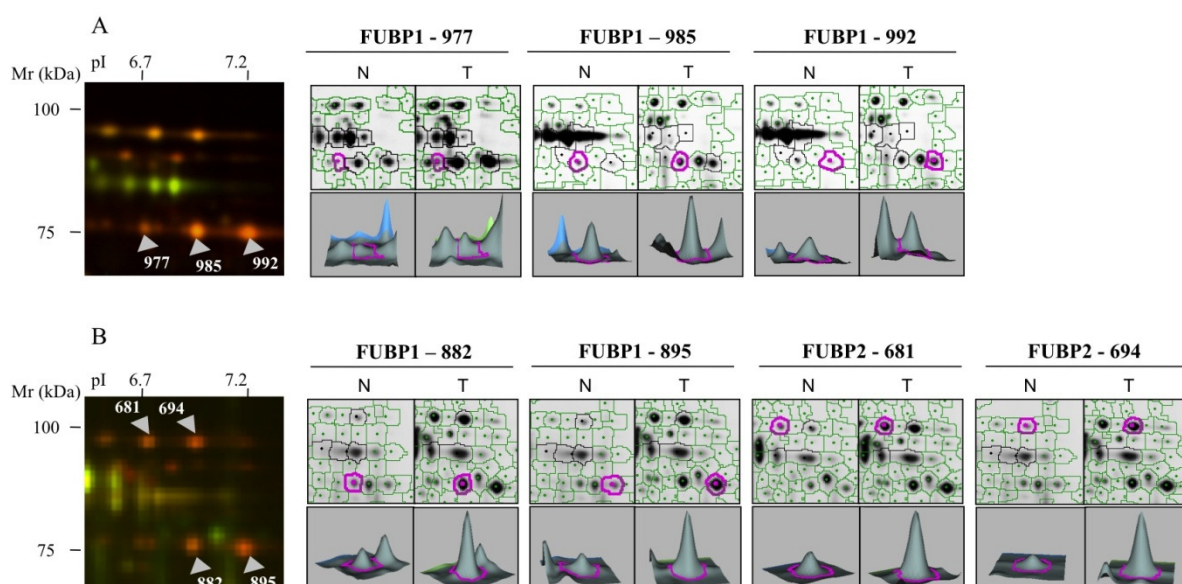 A
FUBP1 - 977 FUBP1 – 985 FUBP1 - 992
pI 6.7 7.2 N T N T N T
Mr (kDa)
100
75
977 985 992
B
FUBP1 – 882 FUBP1 - 895 FUBP2 - 681 FUBP2 - 694
pI 6.7 7.2 N T N T N T N T
Mr (kDa)
681 694
100
75
882 895